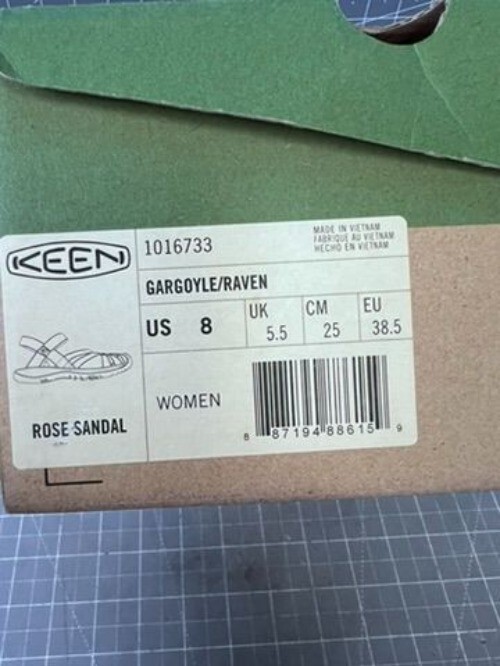 KEEN
1016733
MADE IN VIETNAM
FABRIQUÉ AU VIETNAM
HECHO EN VIETNAM
GARGOYLE/RAVEN
US 8
UK 5.5
CM 25
EU 38.5
WOMEN
ROSE SANDAL
8 87194 88615 9